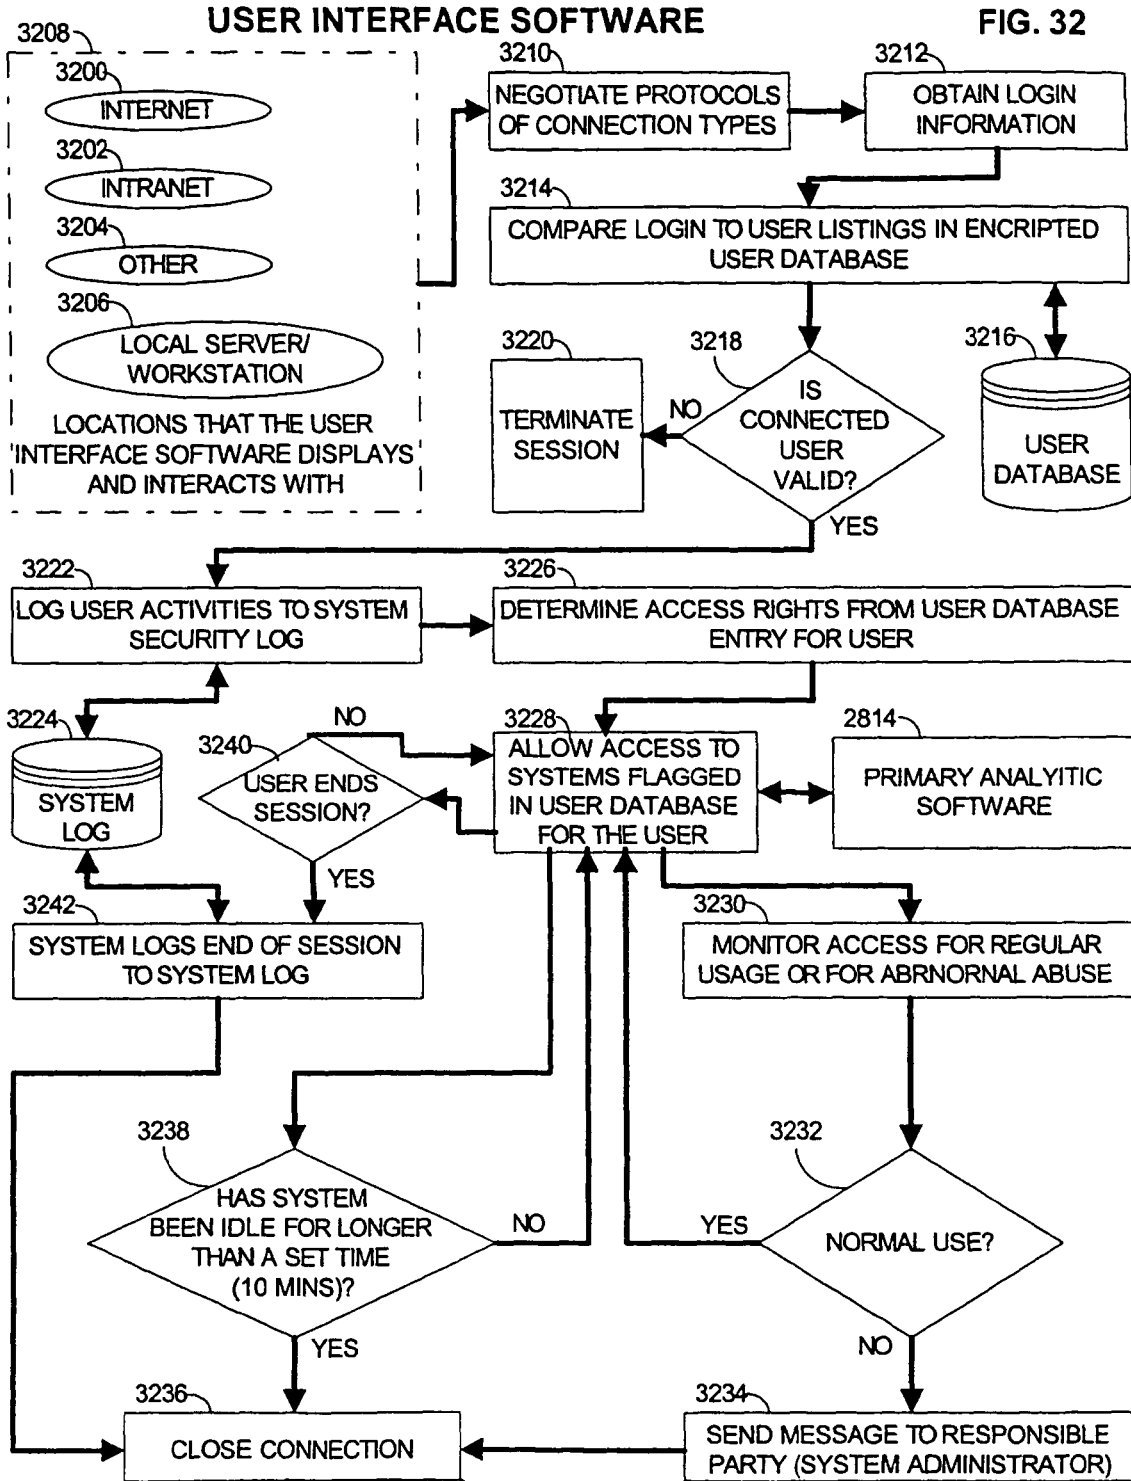 USER INTERFACE SOFTWARE
FIG. 32
3208
3200
INTERNET
3202
INTRANET
3204
OTHER
3206
LOCAL SERVER/
WORKSTATION
LOCATIONS THAT THE USER
INTERFACE SOFTWARE DISPLAYS
AND INTERACTS WITH
3210
NEGOTIATE PROTOCOLS
OF CONNECTION TYPES
3212
OBTAIN LOGIN
INFORMATION
3214
COMPARE LOGIN TO USER LISTINGS IN ENCRIPTED
USER DATABASE
3220
TERMINATE
SESSION
3218
NO
IS
CONNECTED
USER
VALID?
YES
3216
USER
DATABASE
3222
LOG USER ACTIVITIES TO SYSTEM
SECURITY LOG
3226
DETERMINE ACCESS RIGHTS FROM USER DATABASE
ENTRY FOR USER
3224
SYSTEM
LOG
3240
NO
USER ENDS
SESSION?
YES
3228
ALLOW ACCESS TO
SYSTEMS FLAGGED
IN USER DATABASE
FOR THE USER
2814
PRIMARY ANALYITIC
SOFTWARE
3242
SYSTEM LOGS END OF SESSION
TO SYSTEM LOG
3230
MONITOR ACCESS FOR REGULAR
USAGE OR FOR ABRNORNAL ABUSE
3238
HAS SYSTEM
BEEN IDLE FOR LONGER
THAN A SET TIME
(10 MINS)?
NO
YES
3232
YES
NORMAL USE?
NO
3236
CLOSE CONNECTION
3234
SEND MESSAGE TO RESPONSIBLE
PARTY (SYSTEM ADMINISTRATOR)